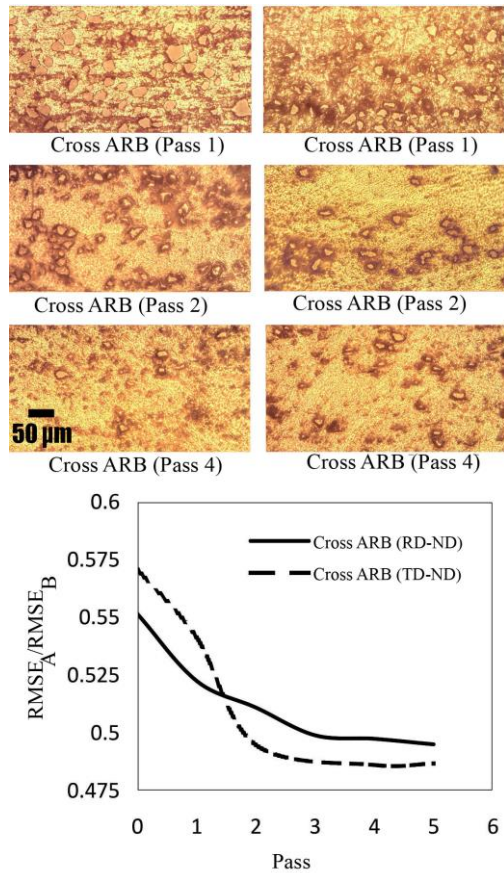 Cross ARB (Pass 1) Cross ARB (Pass 1)
Cross ARB (Pass 2) Cross ARB (Pass 2)
50 µm
Cross ARB (Pass 4) Cross ARB (Pass 4)
0.6
Cross ARB (RD-ND)
0.575
Cross ARB (TD-ND)
0.55
RMSE_A/RMSE_B
0.525
0.5
0.475
0 1 2 3 4 5 6
Pass